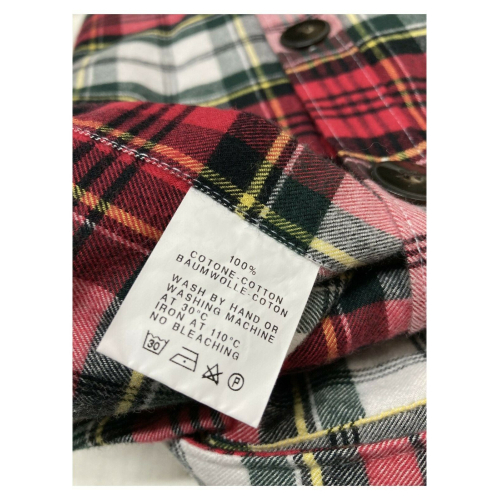 100%
COTONE-COTTON
BAUMWOLLE-COTON
WASH BY HAND OR
WASHING MACHINE
AT 30°C
IRON AT 110°C
NO BLEACHING
30 P